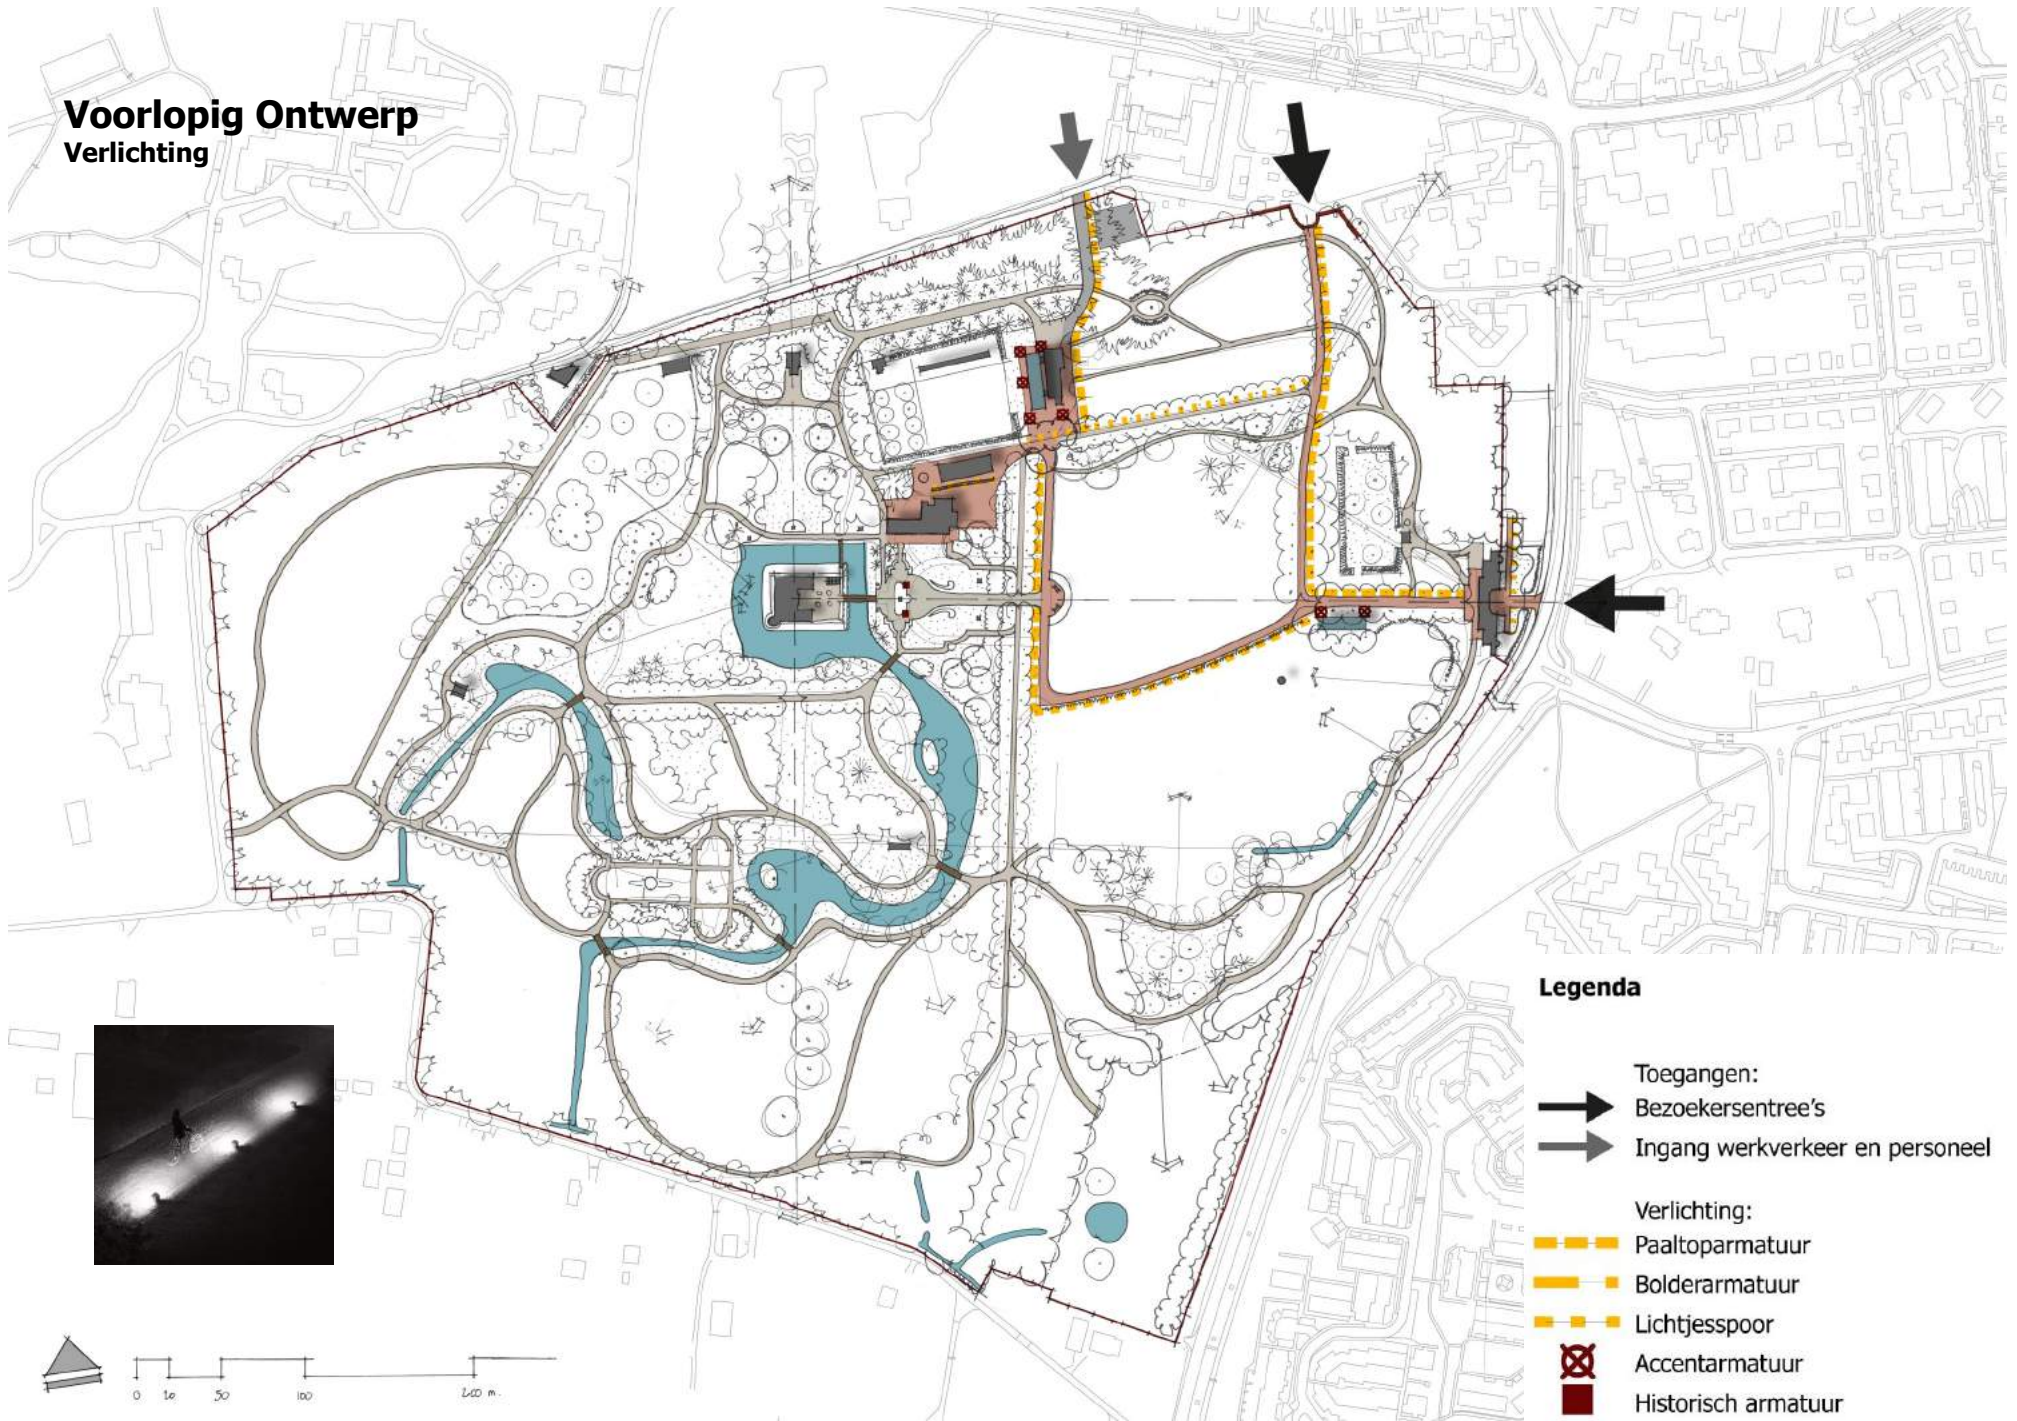 Voorlopig Ontwerp
Verlichting
Legenda
Toegangen:
Bezoekersentree's
Ingang werkverkeer en personeel
Verlichting:
Paaltoparmatuur
Bolderarmatuur
Lichtjesspoor
Accentarmatuur
Historisch armatuur
0 20 50 100 200 m.